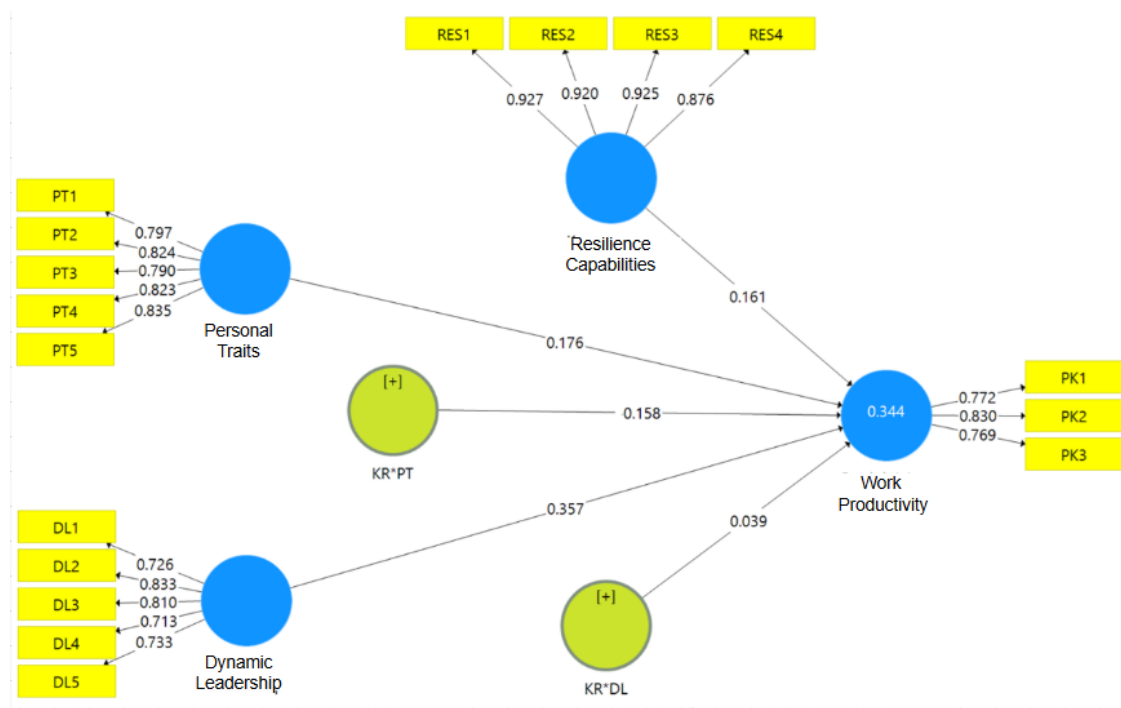 RES1 RES2 RES3 RES4
0.927 0.920 0.925 0.876
Resilience
Capabilities
0.161
PT1
PT2
PT3
PT4
PT5
0.797
0.824
0.790
0.823
0.835
Personal
Traits
0.176
[+]
KR*PT
0.158
DL1
DL2
DL3
DL4
DL5
0.726
0.833
0.810
0.713
0.733
Dynamic
Leadership
0.357
[+]
KR*DL
0.039
0.344
Work
Productivity
0.772
0.830
0.769
PK1
PK2
PK3